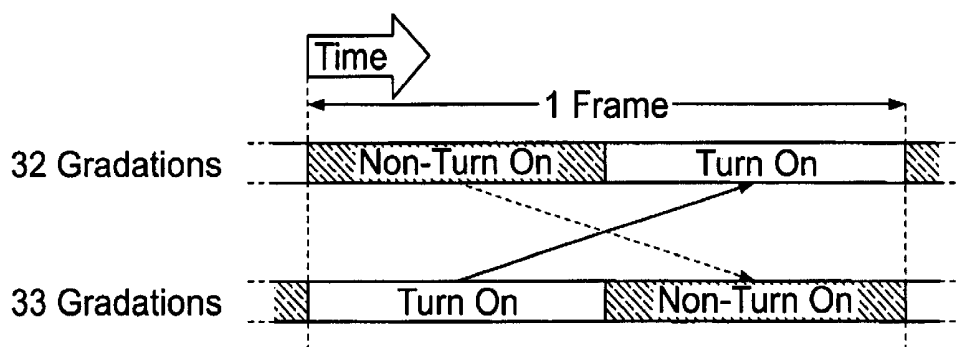 Time
1 Frame
32 Gradations Non-Turn On Turn On
33 Gradations Turn On Non-Turn On